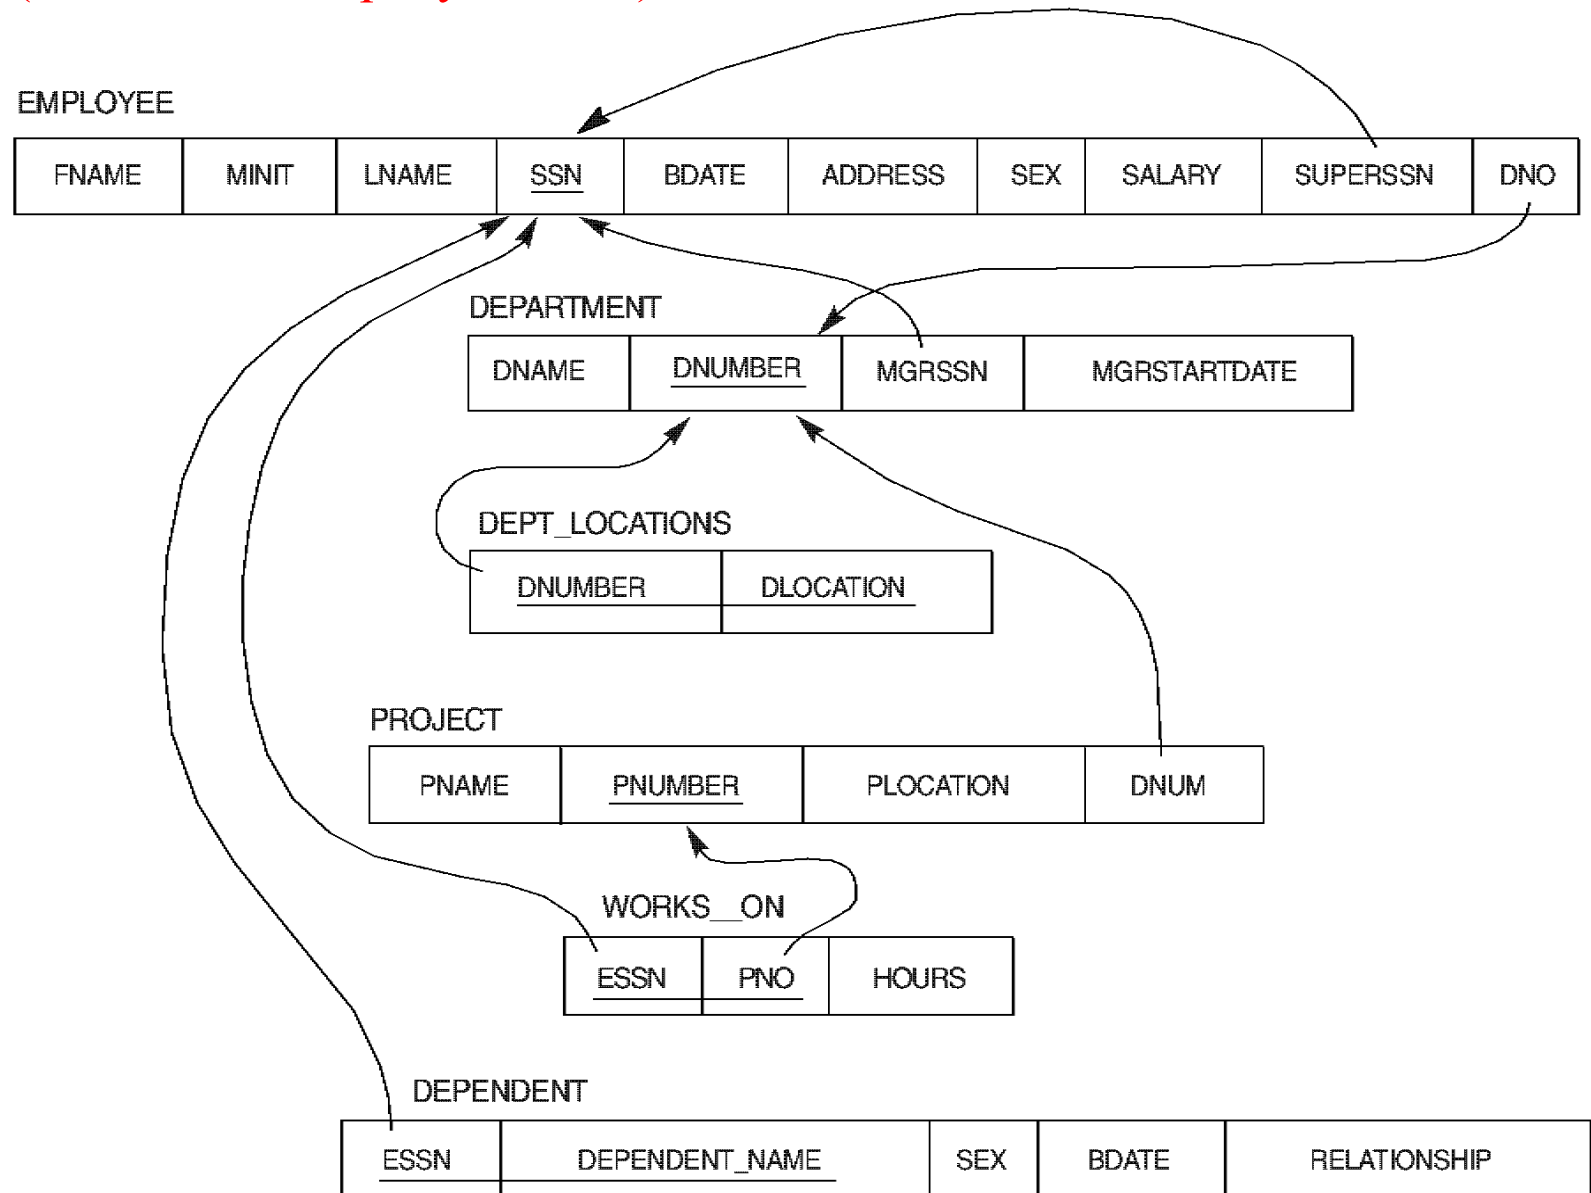 EMPLOYEE
FNAME MINIT LNAME SSN BDATE ADDRESS SEX SALARY SUPERSSN DNO
DEPARTMENT
DNAME DNUMBER MGRSSN MGRSTARTDATE
DEPT_LOCATIONS
DNUMBER DLOCATION
PROJECT
PNAME PNUMBER PLOCATION DNUM
WORKS__ON
ESSN PNO HOURS
DEPENDENT
ESSN DEPENDENT_NAME SEX BDATE RELATIONSHIP